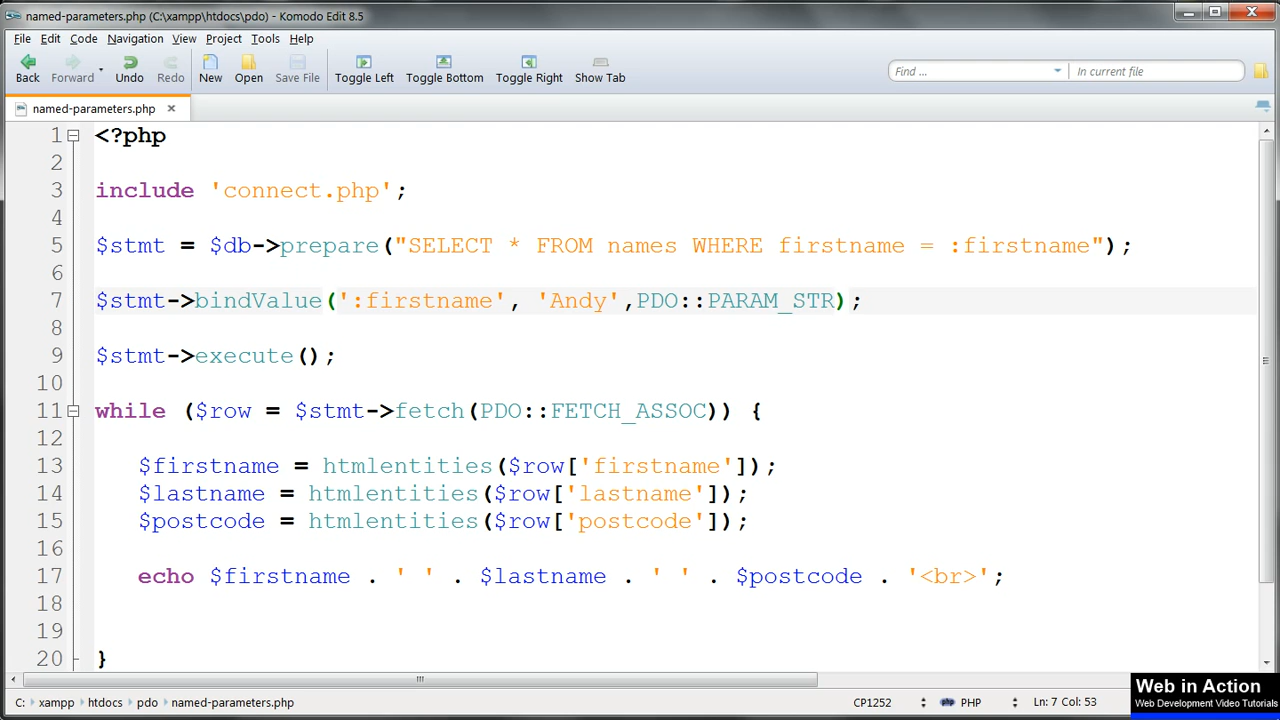 named-parameters.php (C:\xampp\htdocs\pdo) - Komodo Edit 8.5
File Edit Code Navigation View Project Tools Help
Back Forward Undo Redo New Open Save File Toggle Left Toggle Bottom Toggle Right Show Tab Find ... In current file
named-parameters.php
1 <?php
2
3 include 'connect.php';
4
5 $stmt = $db->prepare("SELECT * FROM names WHERE firstname = :firstname");
6
7 $stmt->bindValue(':firstname', 'Andy',PDO::PARAM_STR);
8
9 $stmt->execute();
10
11 while ($row = $stmt->fetch(PDO::FETCH_ASSOC)) {
12
13 $firstname = htmlentities($row['firstname']);
14 $lastname = htmlentities($row['lastname']);
15 $postcode = htmlentities($row['postcode']);
16
17 echo $firstname . ' ' . $lastname . ' ' . $postcode . '<br>';
18
19
20 }
C: xampp htdocs pdo named-parameters.php CP1252 PHP Ln: 7 Col: 53
Web in Action
Web Development Video Tutorials